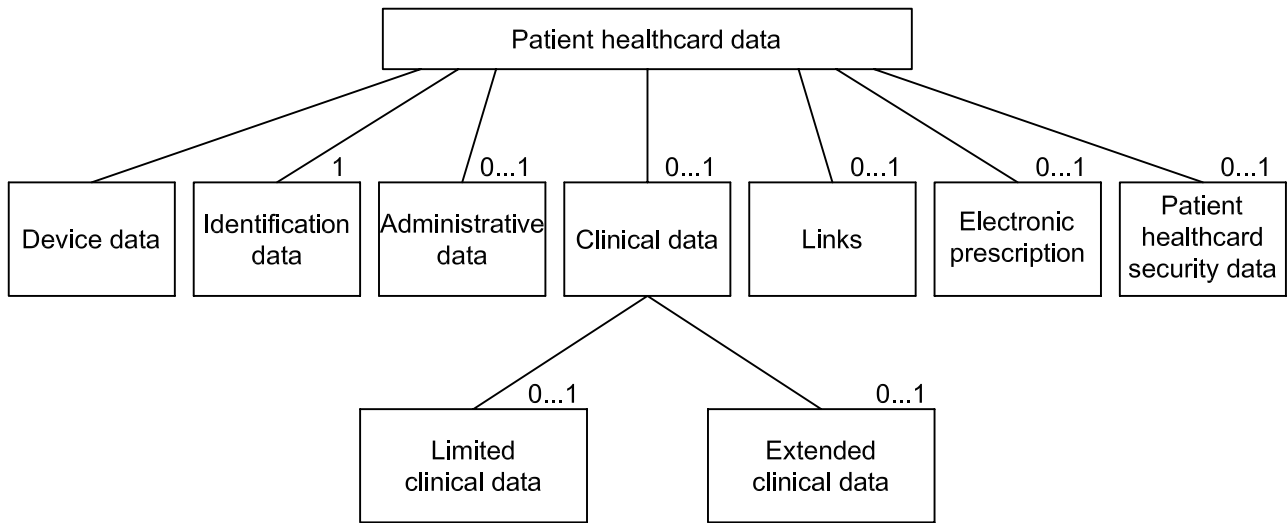 Patient healthcard data
1
0...1
0...1
0...1
0...1
0...1
Device data
Identification
data
Administrative
data
Clinical data
Links
Electronic
prescription
Patient
healthcard
security data
0...1
0...1
Limited
clinical data
Extended
clinical data